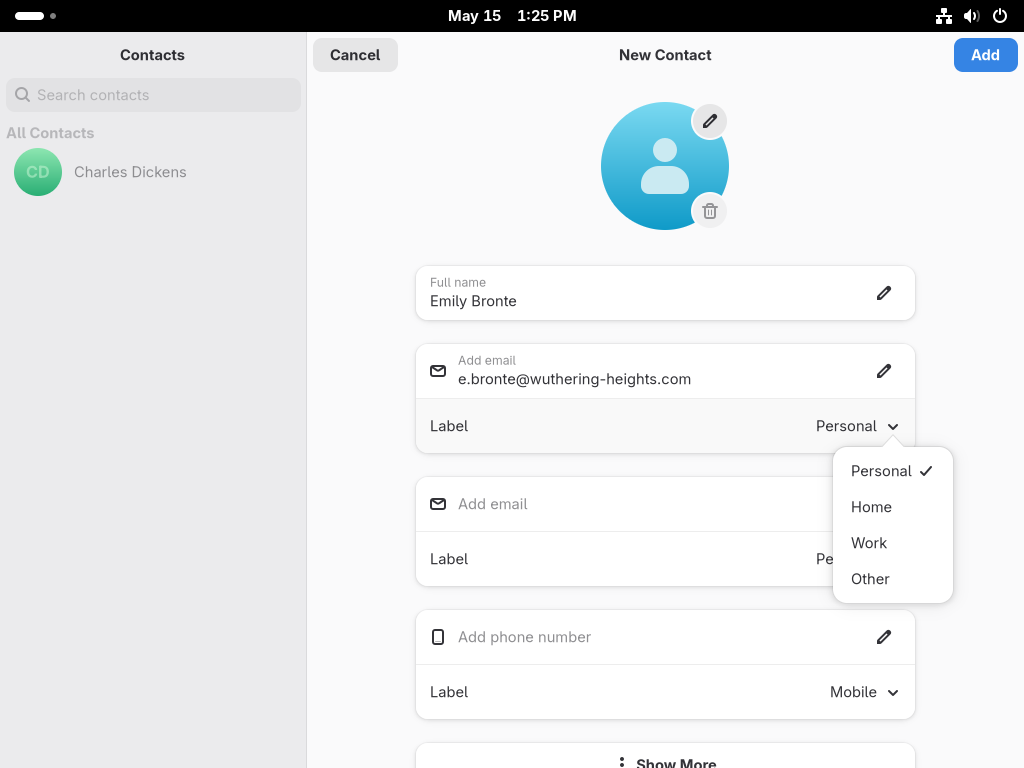 May 15 1:25 PM
Contacts
Search contacts
All Contacts
CD Charles Dickens
Cancel New Contact Add
Full name
Emily Bronte
Add email
e.bronte@wuthering-heights.com
Label Personal
Personal
Home
Work
Other
Add email
Label Pe
Add phone number
Label Mobile
Show More